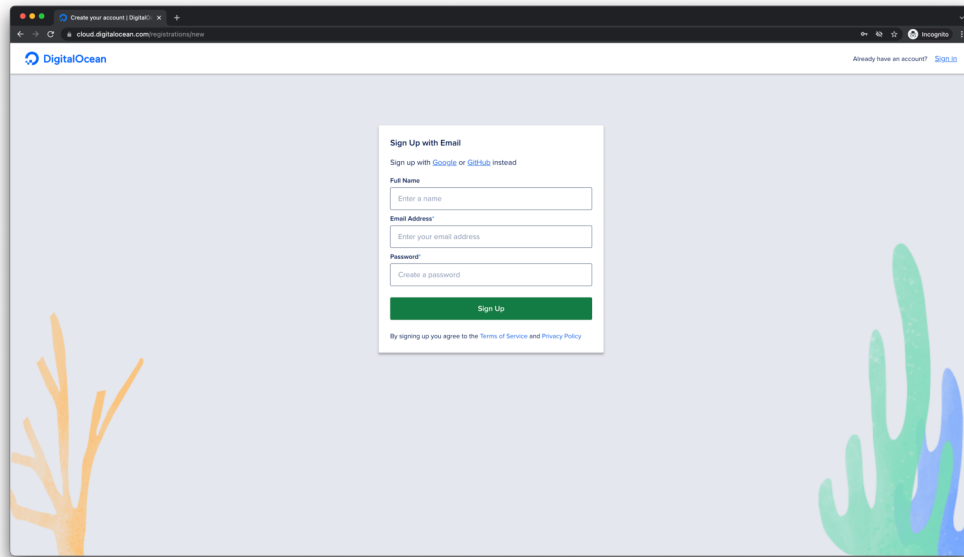 Create your account | DigitalO
cloud.digitalocean.com/registrations/new
Incognito
DigitalOcean
Already have an account? Sign in
Sign Up with Email
Sign up with Google or GitHub instead
Full Name
Enter a name
Email Address*
Enter your email address
Password*
Create a password
Sign Up
By signing up you agree to the Terms of Service and Privacy Policy